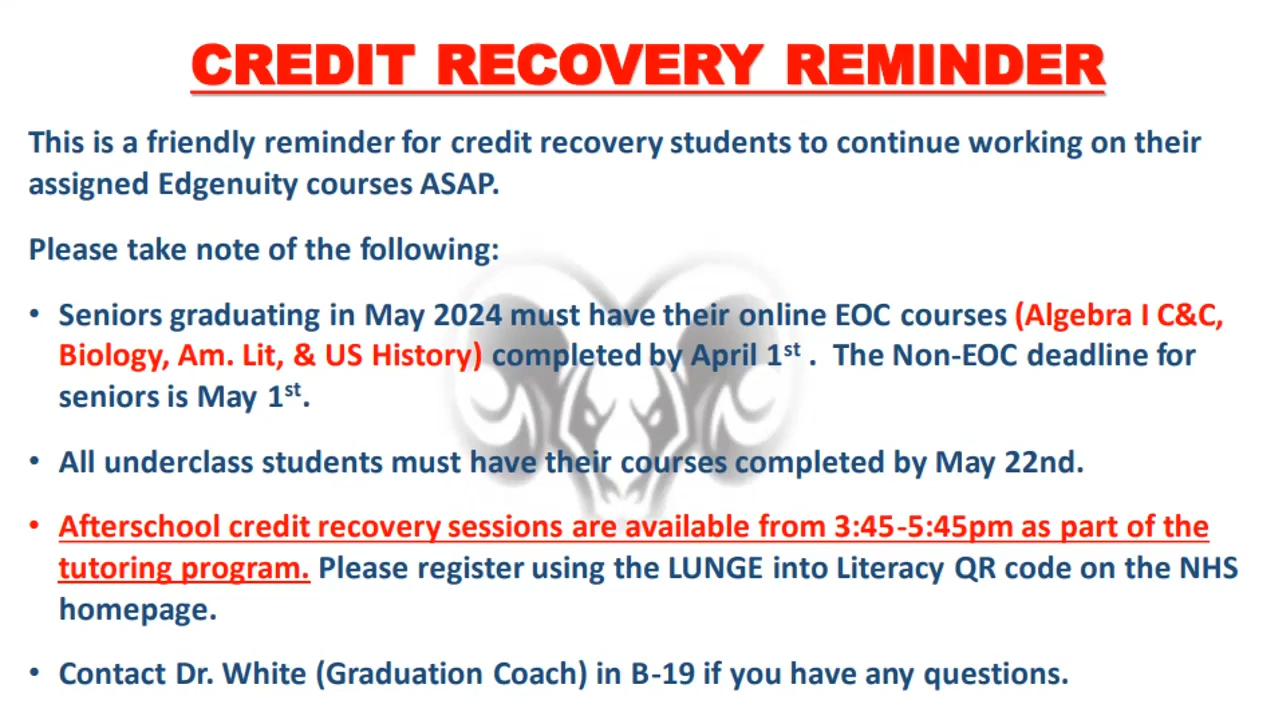 CREDIT RECOVERY REMINDER
This is a friendly reminder for credit recovery students to continue working on their
assigned Edgenuity courses ASAP.
Please take note of the following:
• Seniors graduating in May 2024 must have their online EOC courses (Algebra I C&C,
Biology, Am. Lit, & US History) completed by April 1st . The Non-EOC deadline for
seniors is May 1st.
• All underclass students must have their courses completed by May 22nd.
• Afterschool credit recovery sessions are available from 3:45-5:45pm as part of the
tutoring program. Please register using the LUNGE into Literacy QR code on the NHS
homepage.
• Contact Dr. White (Graduation Coach) in B-19 if you have any questions.